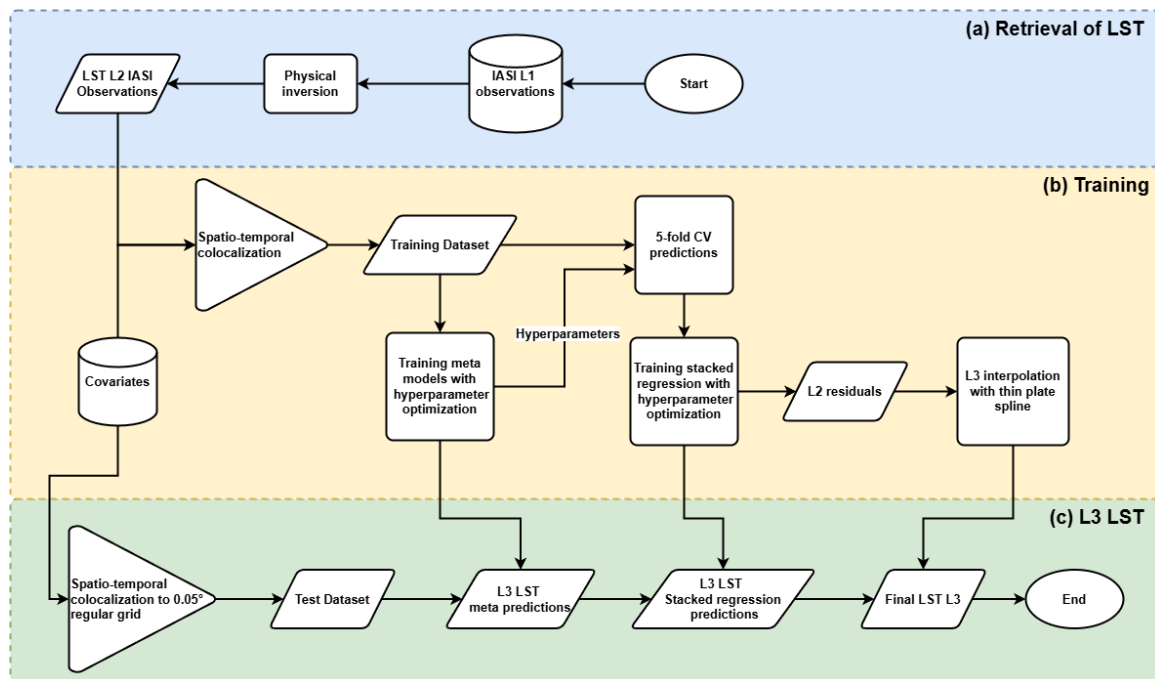 (a) Retrieval of LST
LST L2 IASI
Observations
Physical
inversion
IASI L1
observations
Start
(b) Training
Spatio-temporal
colocalization
Training Dataset
5-fold CV
predictions
Hyperparameters
Covariates
Training meta
models with
hyperparameter
optimization
Training stacked
regression with
hyperparameter
optimization
L2 residuals
L3 interpolation
with thin plate
spline
(c) L3 LST
Spatio-temporal
colocalization to 0.05°
regular grid
Test Dataset
L3 LST
meta predictions
L3 LST
Stacked regression
predictions
Final LST L3
End